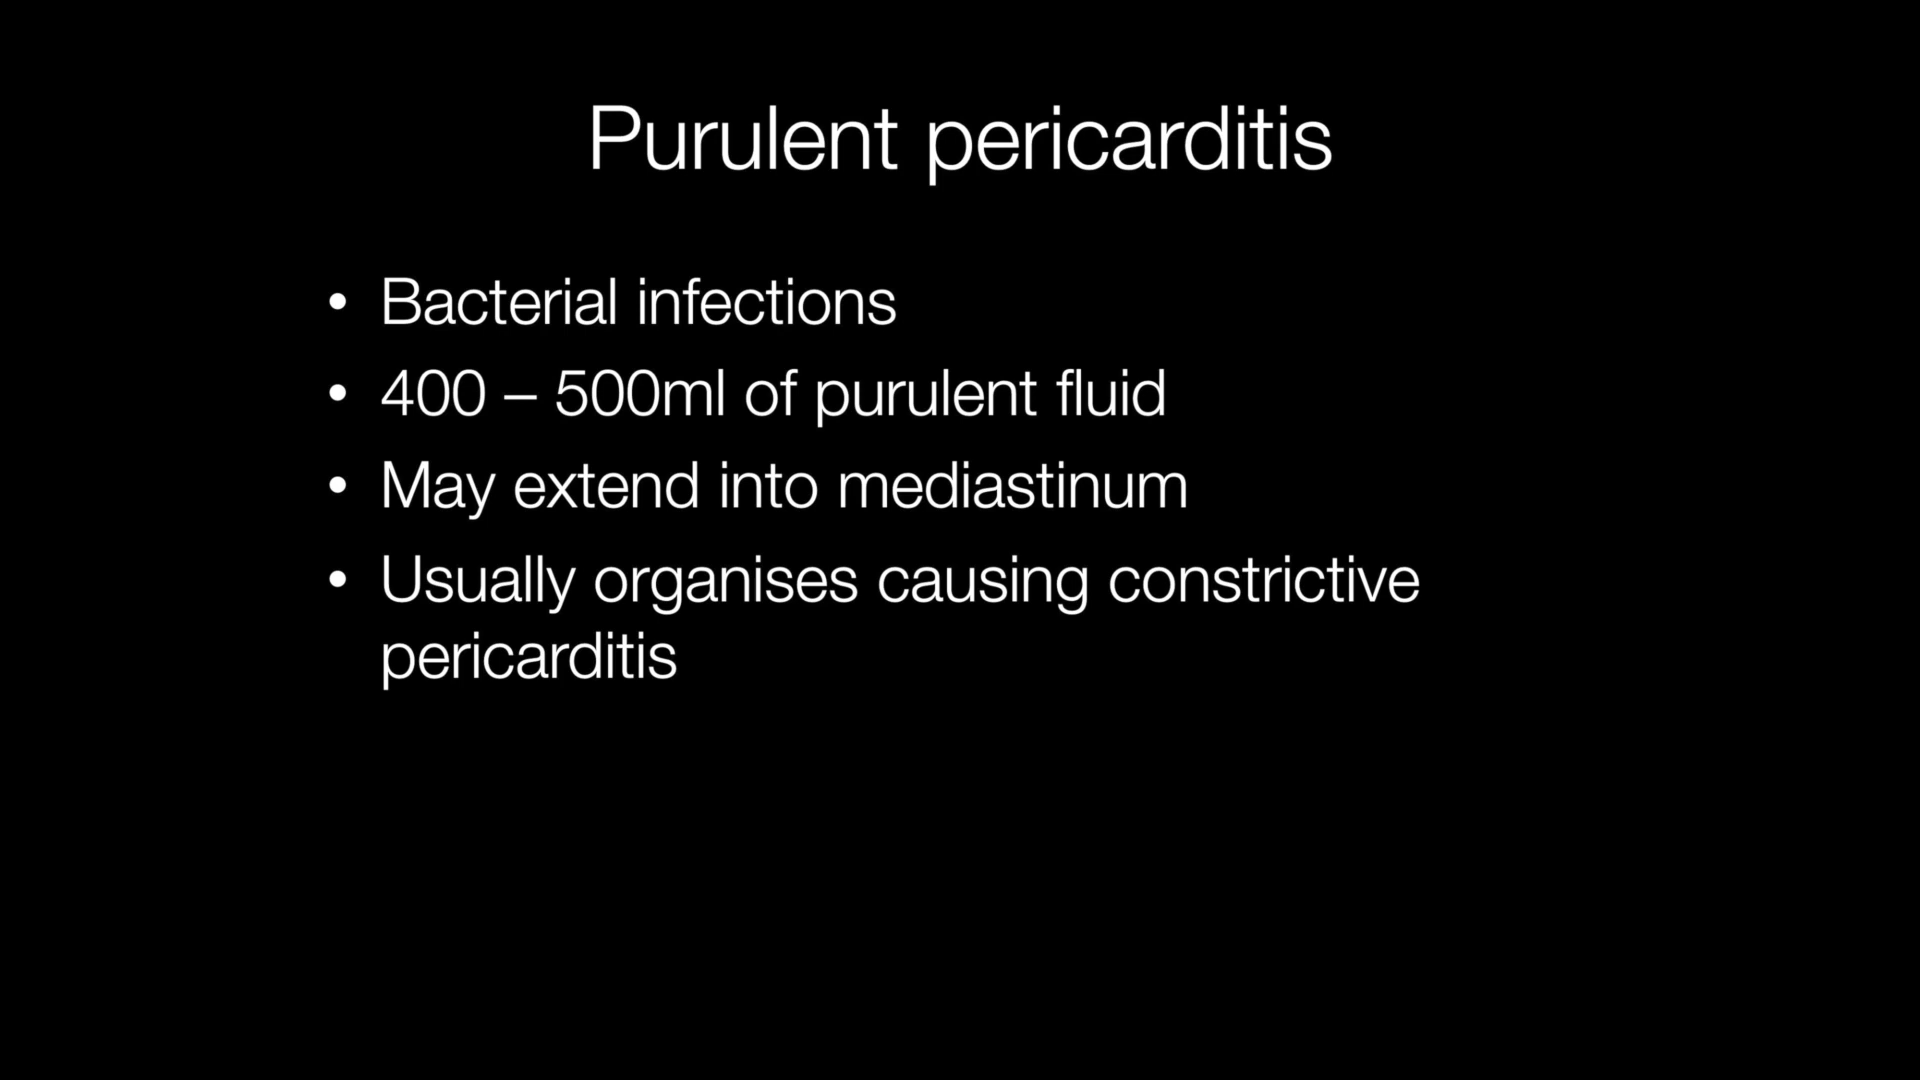 Purulent pericarditis
• Bacterial infections
• 400 – 500ml of purulent fluid
• May extend into mediastinum
• Usually organises causing constrictive
pericarditis